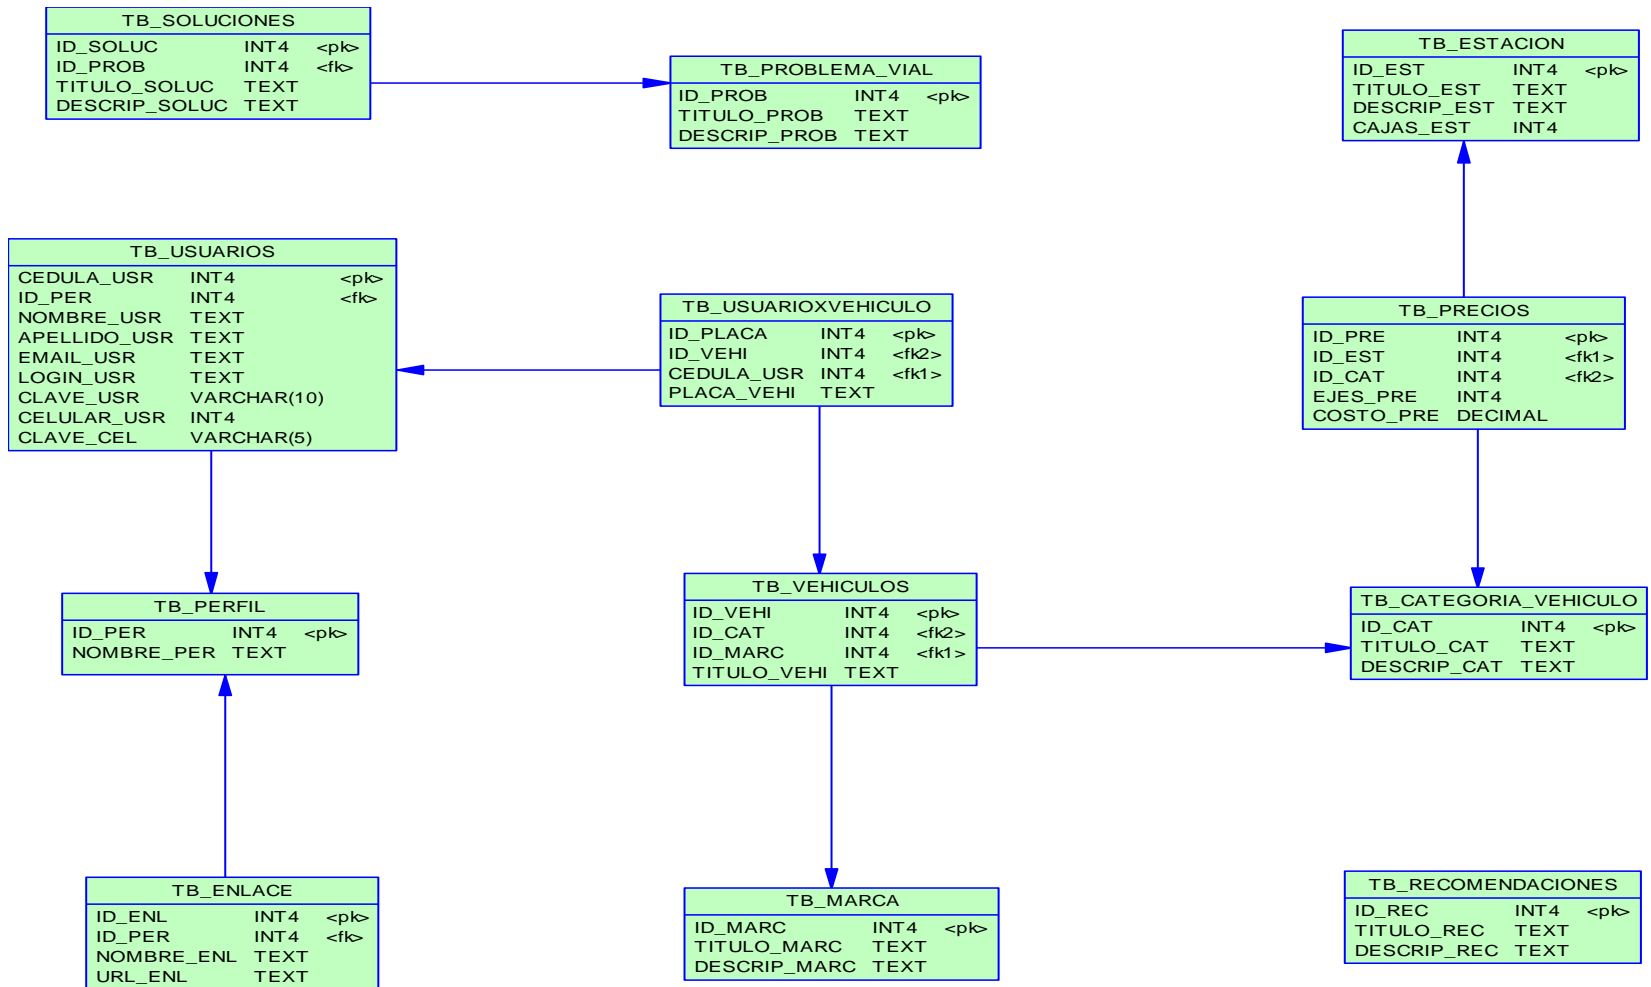 TB_SOLUCIONES
ID_SOLUC INT4 <pk>
ID_PROB INT4 <fk>
TITULO_SOLUC TEXT
DESCRIP_SOLUC TEXT
TB_PROBLEMA_VIAL
ID_PROB INT4 <pk>
TITULO_PROB TEXT
DESCRIP_PROB TEXT
TB_ESTACION
ID_EST INT4 <pk>
TITULO_EST TEXT
DESCRIP_EST TEXT
CAJAS_EST INT4
TB_USUARIOS
CEDULA_USR INT4 <pk>
ID_PER INT4 <fk>
NOMBRE_USR TEXT
APELLIDO_USR TEXT
EMAIL_USR TEXT
LOGIN_USR TEXT
CLAVE_USR VARCHAR(10)
CELULAR_USR INT4
CLAVE_CEL VARCHAR(5)
TB_USUARIOXVEHICULO
ID_PLACA INT4 <pk>
ID_VEHI INT4 <fk2>
CEDULA_USR INT4 <fk1>
PLACA_VEHI TEXT
TB_PRECIOS
ID_PRE INT4 <pk>
ID_EST INT4 <fk1>
ID_CAT INT4 <fk2>
EJES_PRE INT4
COSTO_PRE DECIMAL
TB_PERFIL
ID_PER INT4 <pk>
NOMBRE_PER TEXT
TB_VEHICULOS
ID_VEHI INT4 <pk>
ID_CAT INT4 <fk2>
ID_MARC INT4 <fk1>
TITULO_VEHI TEXT
TB_CATEGORIA_VEHICULO
ID_CAT INT4 <pk>
TITULO_CAT TEXT
DESCRIP_CAT TEXT
TB_ENLACE
ID_ENL INT4 <pk>
ID_PER INT4 <fk>
NOMBRE_ENL TEXT
URL_ENL TEXT
TB_MARCA
ID_MARC INT4 <pk>
TITULO_MARC TEXT
DESCRIP_MARC TEXT
TB_RECOMENDACIONES
ID_REC INT4 <pk>
TITULO_REC TEXT
DESCRIP_REC TEXT